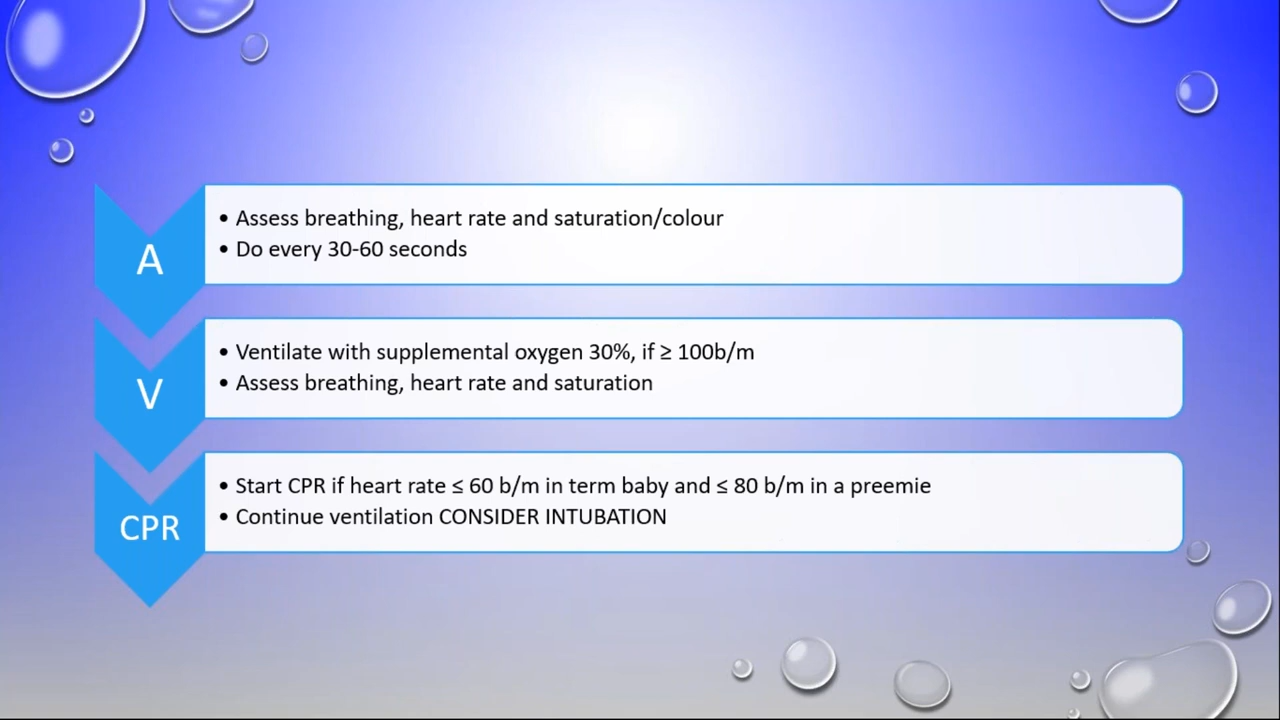 A
• Assess breathing, heart rate and saturation/colour
• Do every 30-60 seconds
V
• Ventilate with supplemental oxygen 30%, if ≥ 100b/m
• Assess breathing, heart rate and saturation
CPR
• Start CPR if heart rate ≤ 60 b/m in term baby and ≤ 80 b/m in a preemie
• Continue ventilation CONSIDER INTUBATION